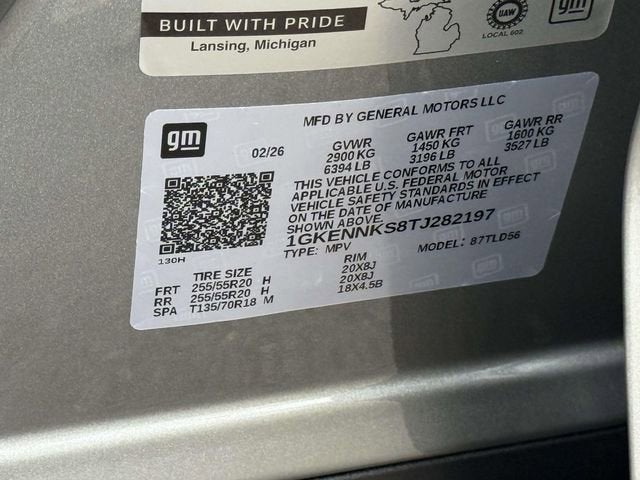 BUILT WITH PRIDE
Lansing, Michigan
UAW
LOCAL 602
gm
gm
MFD BY GENERAL MOTORS LLC
02/26
GVWR
2900 KG
6394 LB
GAWR FRT
1450 KG
3196 LB
GAWR RR
1600 KG
3527 LB
THIS VEHICLE CONFORMS TO ALL
APPLICABLE U.S. FEDERAL MOTOR
VEHICLE SAFETY STANDARDS IN EFFECT
ON THE DATE OF MANUFACTURE
SHOWN ABOVE.
1GKENNKS8TJ282197
TYPE: MPV MODEL: 87TLD56
130H
TIRE SIZE RIM
FRT 255/55R20 H 20X8J
RR 255/55R20 H 20X8J
SPA T135/70R18 M 18X4.5B